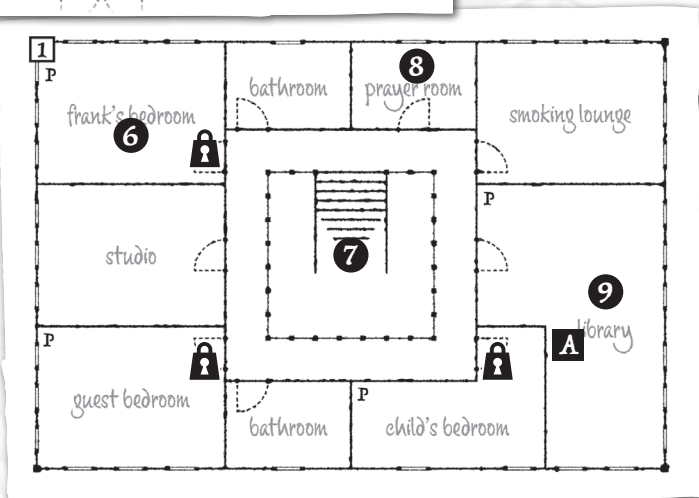 1
P
bathroom
8
prayer room
frank's bedroom
6
smoking lounge
P
studio
7
9
library
A
P
guest bedroom
P
bathroom
child's bedroom